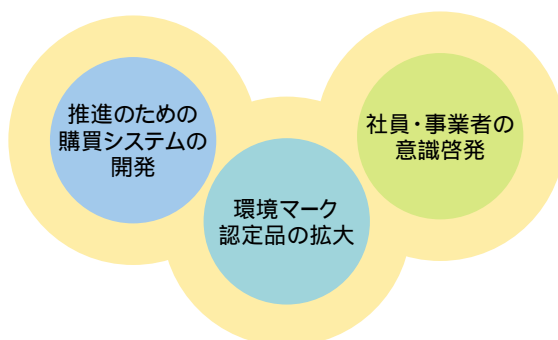 推進のための
購買システムの
開発
環境マーク
認定品の拡大
社員・事業者の
意識啓発